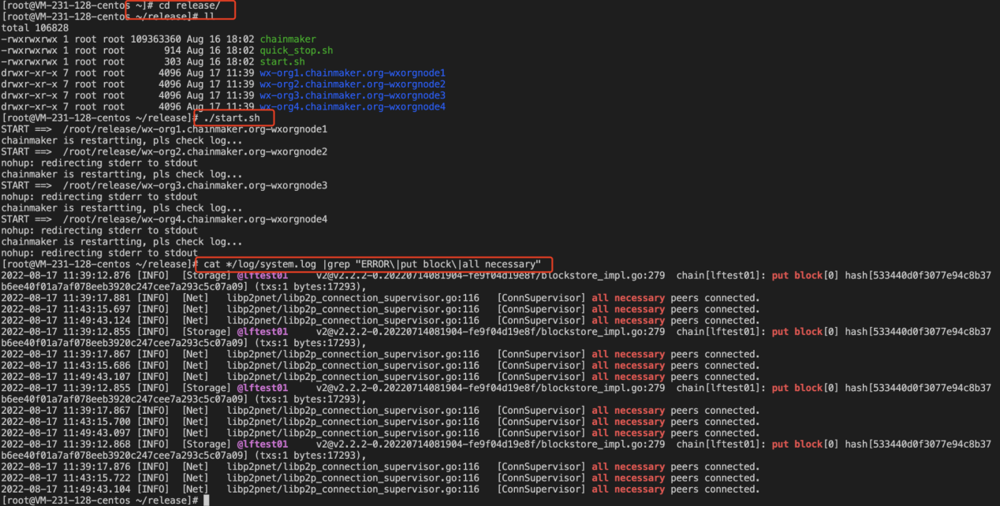 [root@VM-231-128-centos ~]# cd release/
[root@VM-231-128-centos ~/release]# ll
total 106828
-rwxrwxrwx 1 root root 109363360 Aug 16 18:02 chainmaker
-rwxrwxrwx 1 root root       914 Aug 16 18:02 quick_stop.sh
-rwxrwxrwx 1 root root       303 Aug 16 18:02 start.sh
drwxr-xr-x 7 root root      4096 Aug 17 11:39 wx-org1.chainmaker.org-wxorgnode1
drwxr-xr-x 7 root root      4096 Aug 17 11:39 wx-org2.chainmaker.org-wxorgnode2
drwxr-xr-x 7 root root      4096 Aug 17 11:39 wx-org3.chainmaker.org-wxorgnode3
drwxr-xr-x 7 root root      4096 Aug 17 11:39 wx-org4.chainmaker.org-wxorgnode4
[root@VM-231-128-centos ~/release]# ./start.sh
START ==>  /root/release/wx-org1.chainmaker.org-wxorgnode1
chainmaker is restartting, pls check log...
START ==>  /root/release/wx-org2.chainmaker.org-wxorgnode2
nohup: redirecting stderr to stdout
chainmaker is restartting, pls check log...
START ==>  /root/release/wx-org3.chainmaker.org-wxorgnode3
nohup: redirecting stderr to stdout
chainmaker is restartting, pls check log...
START ==>  /root/release/wx-org4.chainmaker.org-wxorgnode4
nohup: redirecting stderr to stdout
chainmaker is restartting, pls check log...
nohup: redirecting stderr to stdout
[root@VM-231-128-centos ~/release]# cat */log/system.log |grep "ERROR\|put block\|all necessary"
2022-08-17 11:39:12.876 [INFO]  [Storage] @lftest01     v2@v2.2.2-0.20220714081904-fe9f04d19e8f/blockstore_impl.go:279  chain[lftest01]: put block[0] hash[533440d0f3077e94c8b37
b6ee40f01a7af078eeb3920c247cee7a293c5c07a09] (txs:1 bytes:17293),
2022-08-17 11:39:17.881 [INFO]  [Net]   libp2pnet/libp2p_connection_supervisor.go:116   [ConnSupervisor] all necessary peers connected.
2022-08-17 11:43:15.697 [INFO]  [Net]   libp2pnet/libp2p_connection_supervisor.go:116   [ConnSupervisor] all necessary peers connected.
2022-08-17 11:49:43.124 [INFO]  [Net]   libp2pnet/libp2p_connection_supervisor.go:116   [ConnSupervisor] all necessary peers connected.
2022-08-17 11:39:12.855 [INFO]  [Storage] @lftest01     v2@v2.2.2-0.20220714081904-fe9f04d19e8f/blockstore_impl.go:279  chain[lftest01]: put block[0] hash[533440d0f3077e94c8b37
b6ee40f01a7af078eeb3920c247cee7a293c5c07a09] (txs:1 bytes:17293),
2022-08-17 11:39:17.867 [INFO]  [Net]   libp2pnet/libp2p_connection_supervisor.go:116   [ConnSupervisor] all necessary peers connected.
2022-08-17 11:43:15.686 [INFO]  [Net]   libp2pnet/libp2p_connection_supervisor.go:116   [ConnSupervisor] all necessary peers connected.
2022-08-17 11:49:43.107 [INFO]  [Net]   libp2pnet/libp2p_connection_supervisor.go:116   [ConnSupervisor] all necessary peers connected.
2022-08-17 11:39:12.855 [INFO]  [Storage] @lftest01     v2@v2.2.2-0.20220714081904-fe9f04d19e8f/blockstore_impl.go:279  chain[lftest01]: put block[0] hash[533440d0f3077e94c8b37
b6ee40f01a7af078eeb3920c247cee7a293c5c07a09] (txs:1 bytes:17293),
2022-08-17 11:39:17.867 [INFO]  [Net]   libp2pnet/libp2p_connection_supervisor.go:116   [ConnSupervisor] all necessary peers connected.
2022-08-17 11:43:15.700 [INFO]  [Net]   libp2pnet/libp2p_connection_supervisor.go:116   [ConnSupervisor] all necessary peers connected.
2022-08-17 11:49:43.097 [INFO]  [Net]   libp2pnet/libp2p_connection_supervisor.go:116   [ConnSupervisor] all necessary peers connected.
2022-08-17 11:39:12.868 [INFO]  [Storage] @lftest01     v2@v2.2.2-0.20220714081904-fe9f04d19e8f/blockstore_impl.go:279  chain[lftest01]: put block[0] hash[533440d0f3077e94c8b37
b6ee40f01a7af078eeb3920c247cee7a293c5c07a09] (txs:1 bytes:17293),
2022-08-17 11:39:17.876 [INFO]  [Net]   libp2pnet/libp2p_connection_supervisor.go:116   [ConnSupervisor] all necessary peers connected.
2022-08-17 11:43:15.722 [INFO]  [Net]   libp2pnet/libp2p_connection_supervisor.go:116   [ConnSupervisor] all necessary peers connected.
2022-08-17 11:49:43.104 [INFO]  [Net]   libp2pnet/libp2p_connection_supervisor.go:116   [ConnSupervisor] all necessary peers connected.
[root@VM-231-128-centos ~/release]#